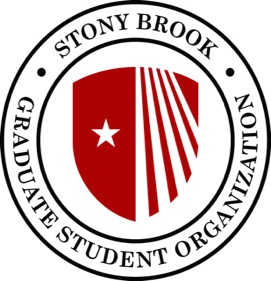 STONY BROOK
GRADUATE STUDENT ORGANIZATION